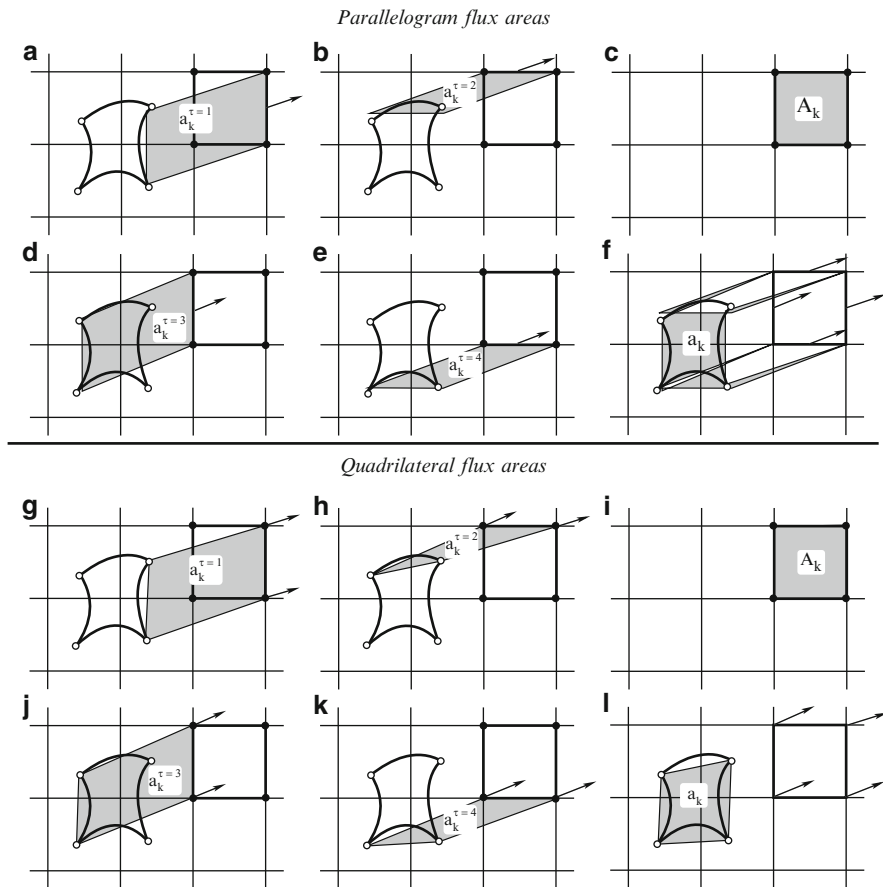 Parallelogram flux areas
a b c
a_k^{τ=1} a_k^{τ=2} A_k
d e f
a_k^{τ=3} a_k^{τ=4} a_k
Quadrilateral flux areas
g h i
a_k^{τ=1} a_k^{τ=2} A_k
j k l
a_k^{τ=3} a_k^{τ=4} a_k